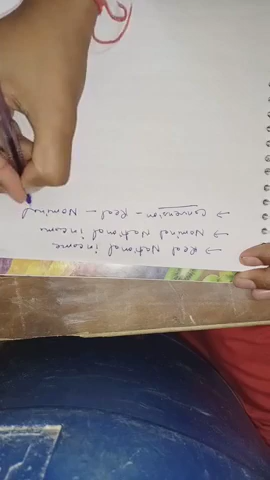 → Real National income
→ Nominal National income
→ Conversion - Real - Nominal